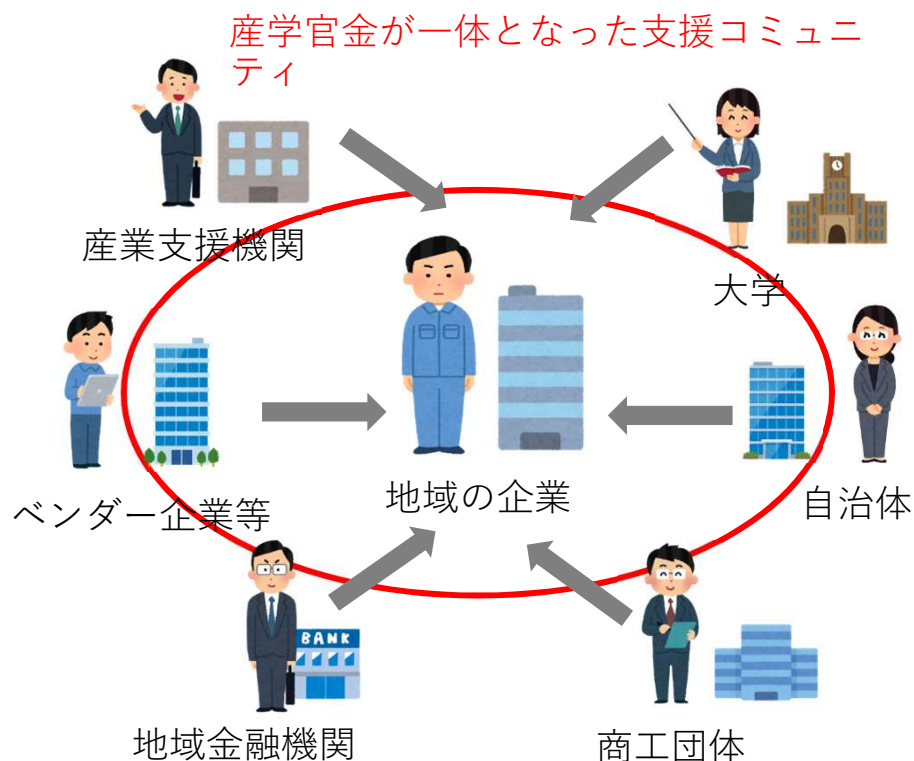 産学官金が一体となった支援コミュニ
ティ
産業支援機関
大学
ベンダー企業等
地域の企業
自治体
BANK
地域金融機関
商工団体